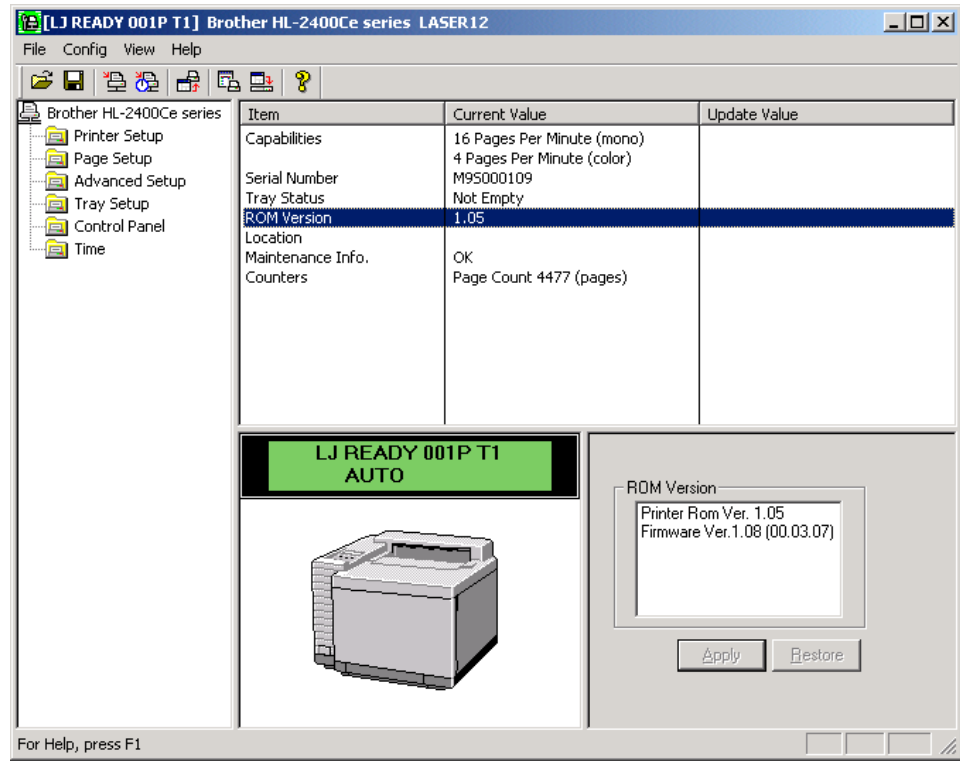 [LJ READY 001P T1] Brother HL-2400Ce series LASER12
File Config View Help
Brother HL-2400Ce series
Printer Setup
Page Setup
Advanced Setup
Tray Setup
Control Panel
Time
Item Current Value Update Value
Capabilities 16 Pages Per Minute (mono)
4 Pages Per Minute (color)
Serial Number M95000109
Tray Status Not Empty
ROM Version 1.05
Location
Maintenance Info. OK
Counters Page Count 4477 (pages)
LJ READY 001P T1
AUTO
ROM Version
Printer Rom Ver. 1.05
Firmware Ver.1.08 (00.03.07)
Apply Restore
For Help, press F1